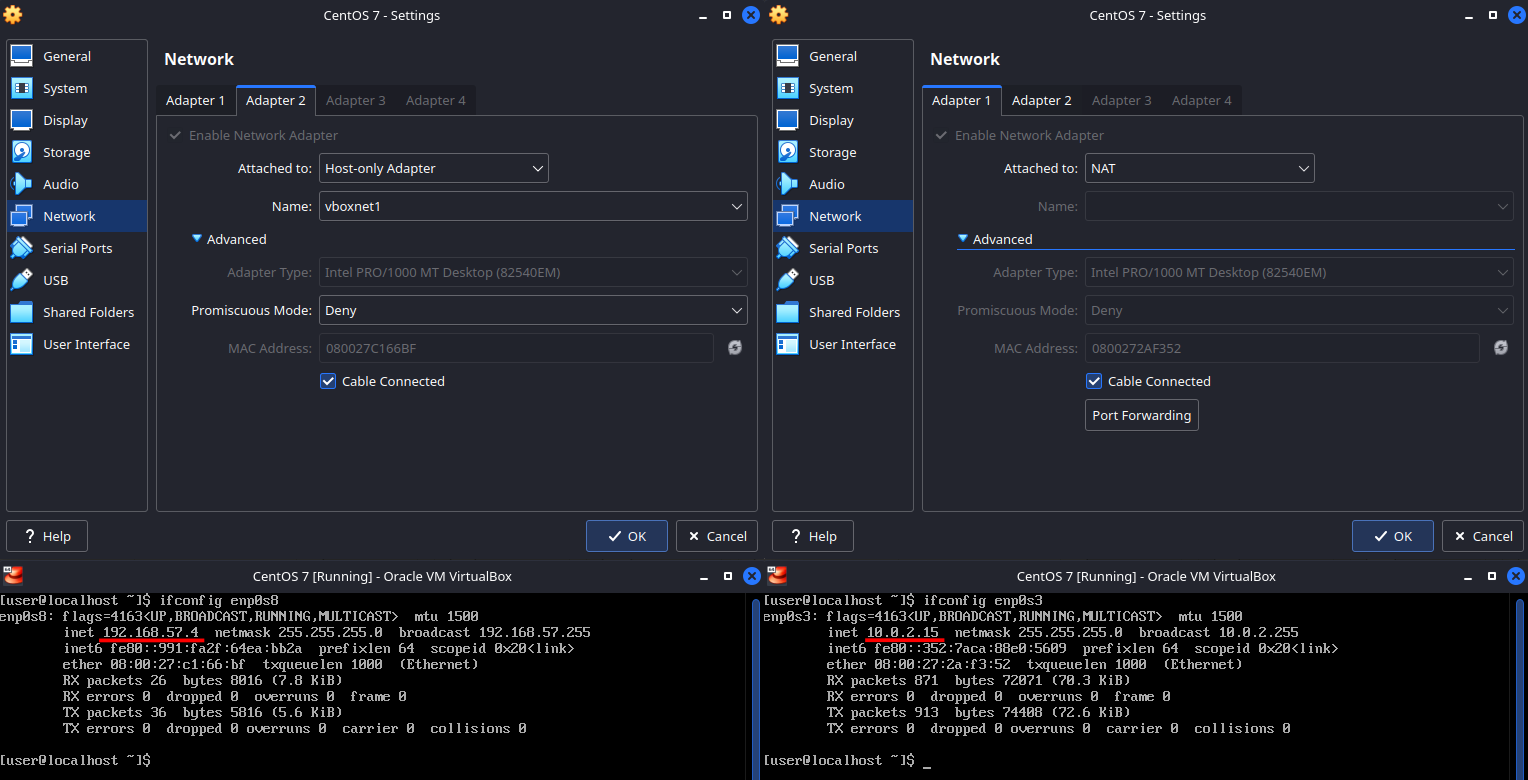 CentOS 7 - Settings
General
System
Display
Storage
Audio
Network
Serial Ports
USB
Shared Folders
User Interface
Network
Adapter 1 Adapter 2 Adapter 3 Adapter 4
Enable Network Adapter
Attached to: Host-only Adapter
Name: vboxnet1
Advanced
Adapter Type: Intel PRO/1000 MT Desktop (82540EM)
Promiscuous Mode: Deny
MAC Address: 080027C166BF
Cable Connected
? Help OK Cancel
CentOS 7 - Settings
General
System
Display
Storage
Audio
Network
Serial Ports
USB
Shared Folders
User Interface
Network
Adapter 1 Adapter 2 Adapter 3 Adapter 4
Enable Network Adapter
Attached to: NAT
Name:
Advanced
Adapter Type: Intel PRO/1000 MT Desktop (82540EM)
Promiscuous Mode: Deny
MAC Address: 0800272AF352
Cable Connected
Port Forwarding
? Help OK Cancel
CentOS 7 [Running] - Oracle VM VirtualBox
[user@localhost ~]$ ifconfig enp0s8
enp0s8: flags=4163<UP,BROADCAST,RUNNING,MULTICAST> mtu 1500
inet 192.168.57.4 netmask 255.255.255.0 broadcast 192.168.57.255
inet6 fe80::991:fa2f:64ea:bb2a prefixlen 64 scopeid 0x20<link>
ether 08:00:27:c1:66:bf txqueuelen 1000 (Ethernet)
RX packets 26 bytes 8016 (7.8 KiB)
RX errors 0 dropped 0 overruns 0 frame 0
TX packets 36 bytes 5816 (5.6 KiB)
TX errors 0 dropped 0 overruns 0 carrier 0 collisions 0
[user@localhost ~]$
CentOS 7 [Running] - Oracle VM VirtualBox
[user@localhost ~]$ ifconfig enp0s3
enp0s3: flags=4163<UP,BROADCAST,RUNNING,MULTICAST> mtu 1500
inet 10.0.2.15 netmask 255.255.255.0 broadcast 10.0.2.255
inet6 fe80::352:7aca:88e0:5609 prefixlen 64 scopeid 0x20<link>
ether 08:00:27:2a:f3:52 txqueuelen 1000 (Ethernet)
RX packets 871 bytes 72071 (70.3 KiB)
RX errors 0 dropped 0 overruns 0 frame 0
TX packets 913 bytes 74408 (72.6 KiB)
TX errors 0 dropped 0 overruns 0 carrier 0 collisions 0
[user@localhost ~]$ _